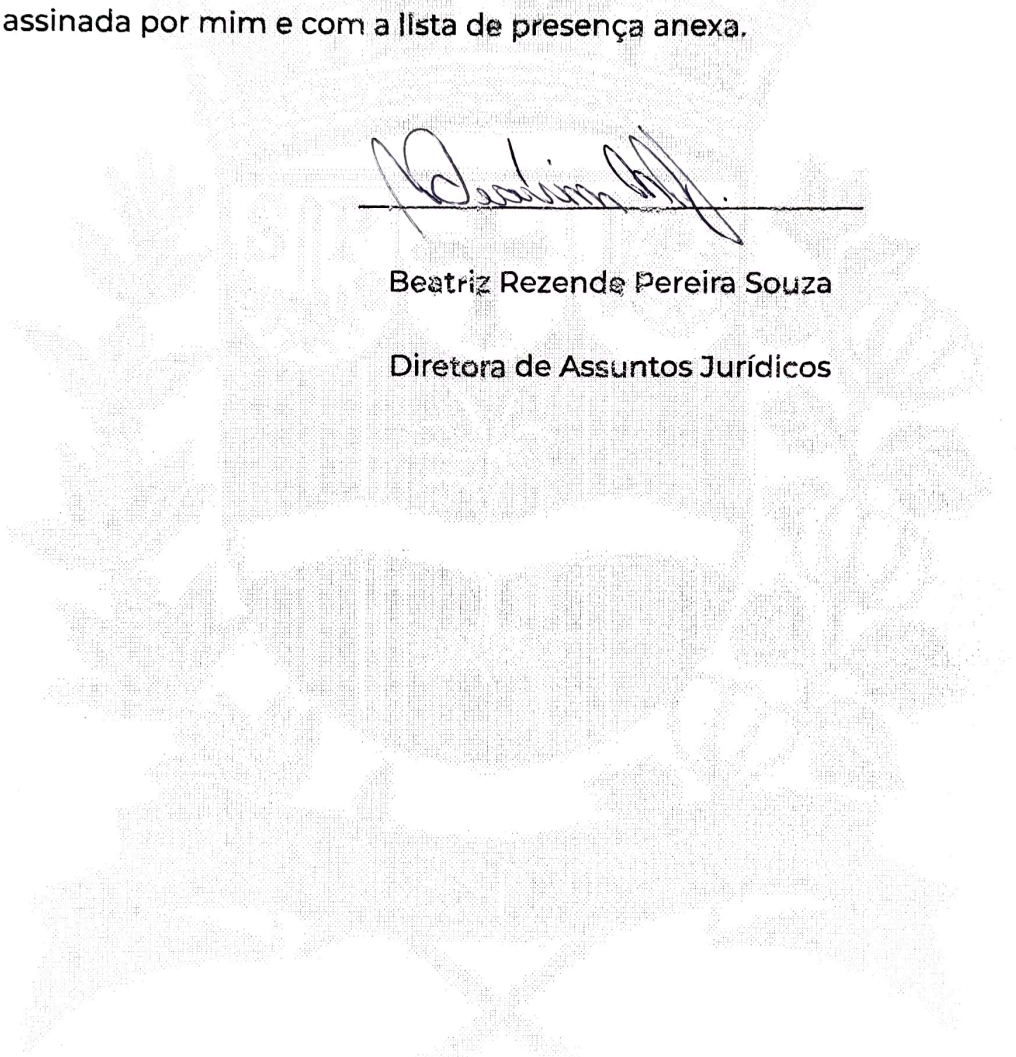 assinada por mim e com a lista de presença anexa.
Beatriz Rezende Pereira Souza
Diretora de Assuntos Jurídicos